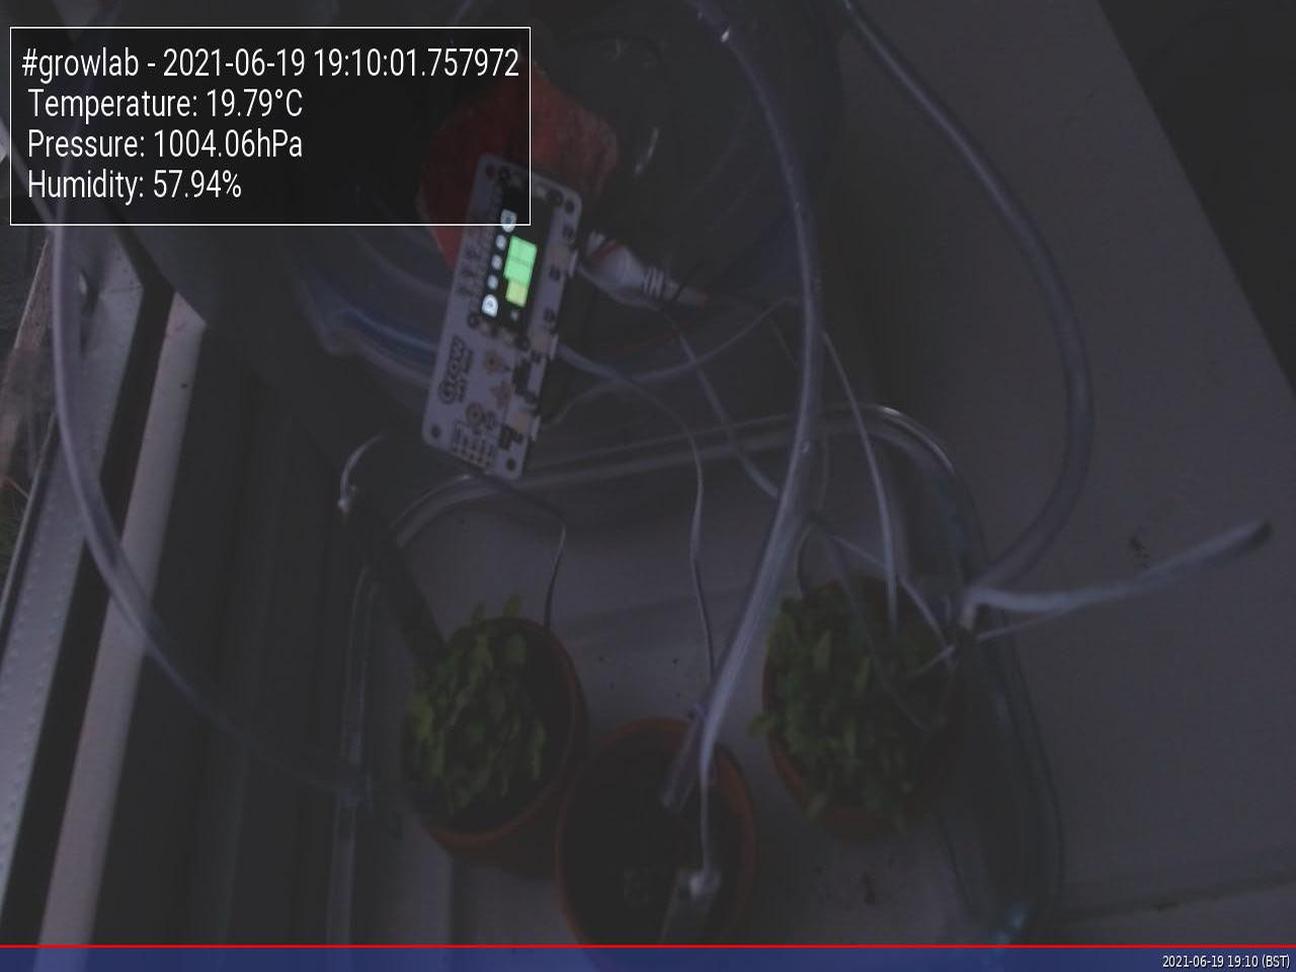 #growlab - 2021-06-19 19:10:01.757972
Temperature: 19.79°C
Pressure: 1004.06hPa
Humidity: 57.94%
GROW
2021-06-19 19:10 (BST)